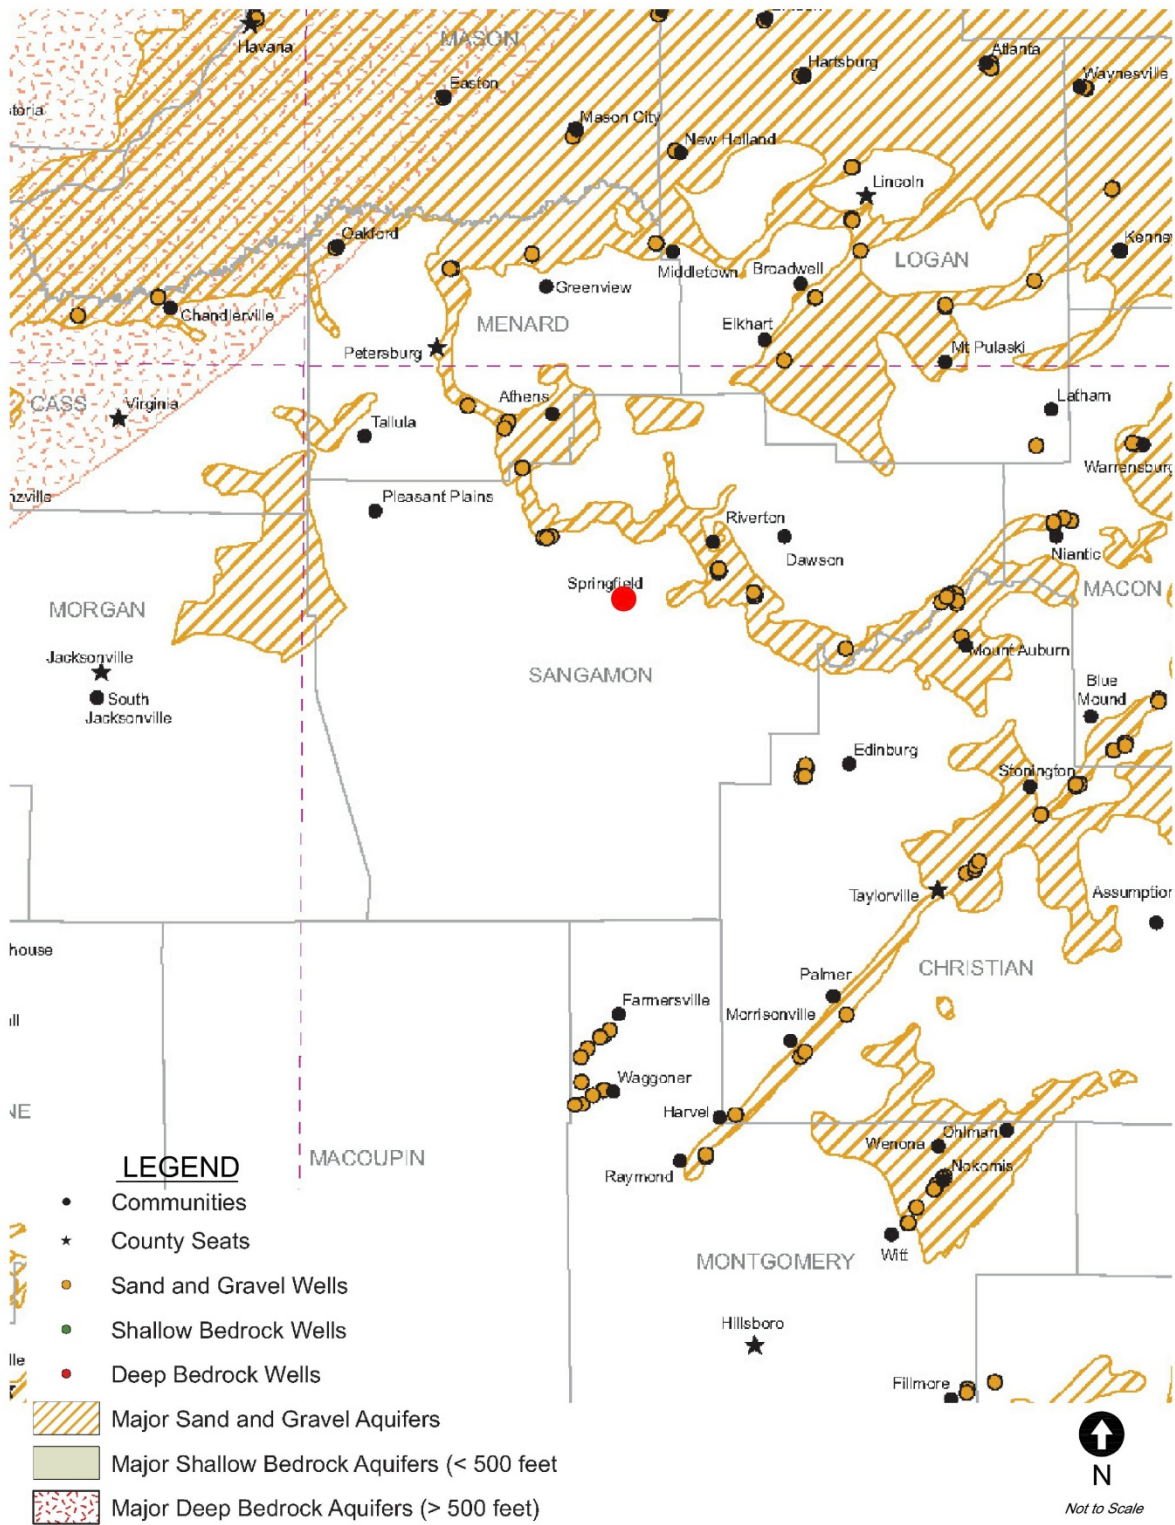 MASON
Havana
Hartsburg
Atlanta
Easton
Waynesville
Mason City
New Holland
Lincoln
Oakford
Middletown
Broadwell
LOGAN
Greenview
Chandlerville
MENARD
Elkhart
Petersburg
Mt Pulaski
CASS
Virginia
Athens
Latham
Tallula
Warrensburg
nzville
Pleasant Plains
Riverton
Dawson
Niantic
Springfield
MACON
MORGAN
Mount Auburn
Jacksonville
SANGAMON
South
Jacksonville
Blue
Mound
Edinburg
Stonington
Taylorville
Assumption
house
CHRISTIAN
Palmer
Farmersville
Morrisonville
Waggoner
Harvel
NE
Ohlman
Wenona
MACOUPIN
Nokomis
Raymond
Witt
MONTGOMERY
Hillsboro
Fillmore
LEGEND
Communities
County Seats
Sand and Gravel Wells
Shallow Bedrock Wells
Deep Bedrock Wells
Major Sand and Gravel Aquifers
Major Shallow Bedrock Aquifers (< 500 feet
Major Deep Bedrock Aquifers (> 500 feet)
N
Not to Scale